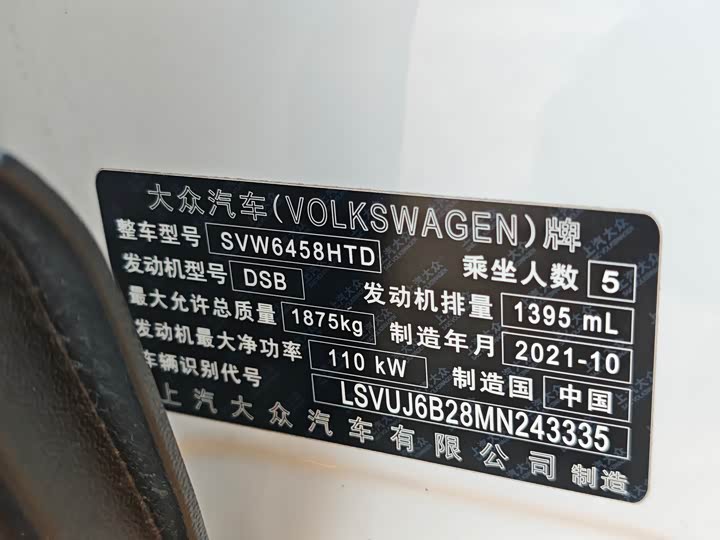 大众汽车(VOLKSWAGEN)牌
整车型号 SVW6458HTD 乘坐人数 5
发动机型号 DSB 发动机排量 1395 mL
最大允许总质量 1875kg 制造年月 2021-10
发动机最大净功率 110 kW 制造国 中国
车辆识别代号 LSVUJ6B28MN243335
上汽大众汽车有限公司 制造